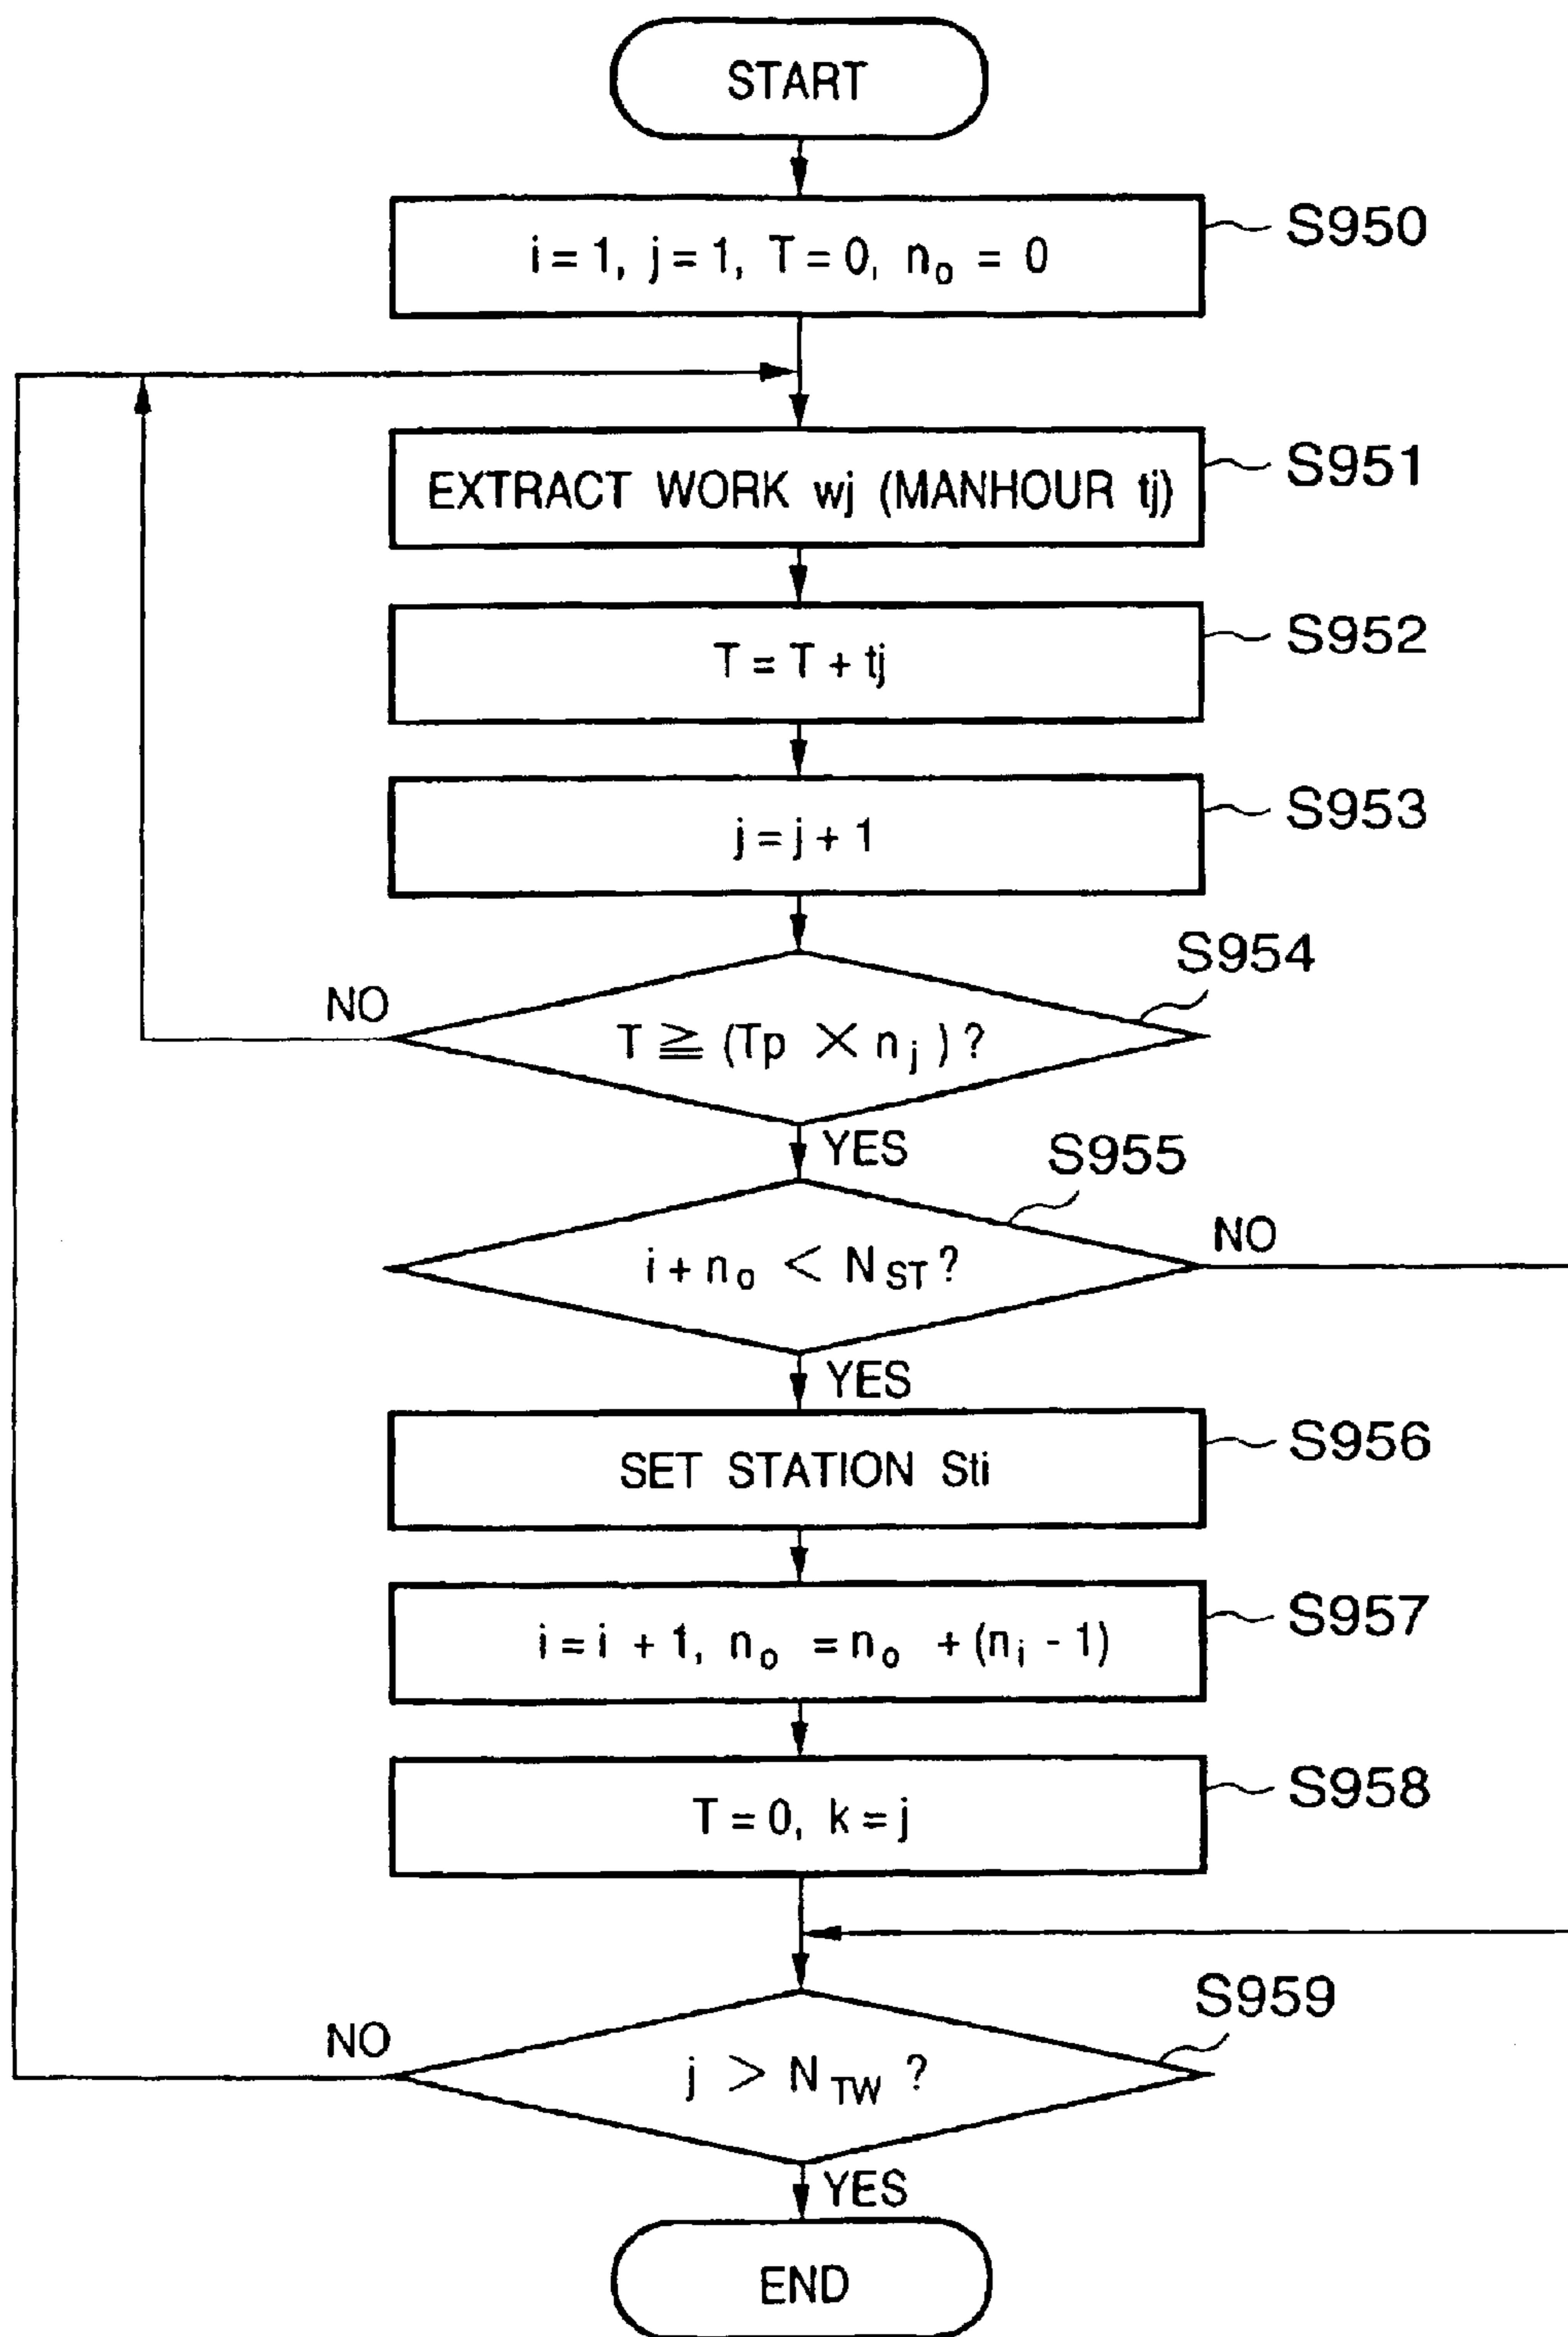 START
i = 1, j = 1, T = 0, n₀ = 0
S950
EXTRACT WORK wj (MANHOUR tj)
S951
T = T + tj
S952
j = j + 1
S953
S954
NO
T ≧ (Tp × nⱼ) ?
YES
S955
i + n₀ < N_ST ?
NO
YES
SET STATION Sti
S956
i = i + 1, n₀ = n₀ + (nᵢ - 1)
S957
T = 0, k = j
S958
S959
NO
j > N_TW ?
YES
END